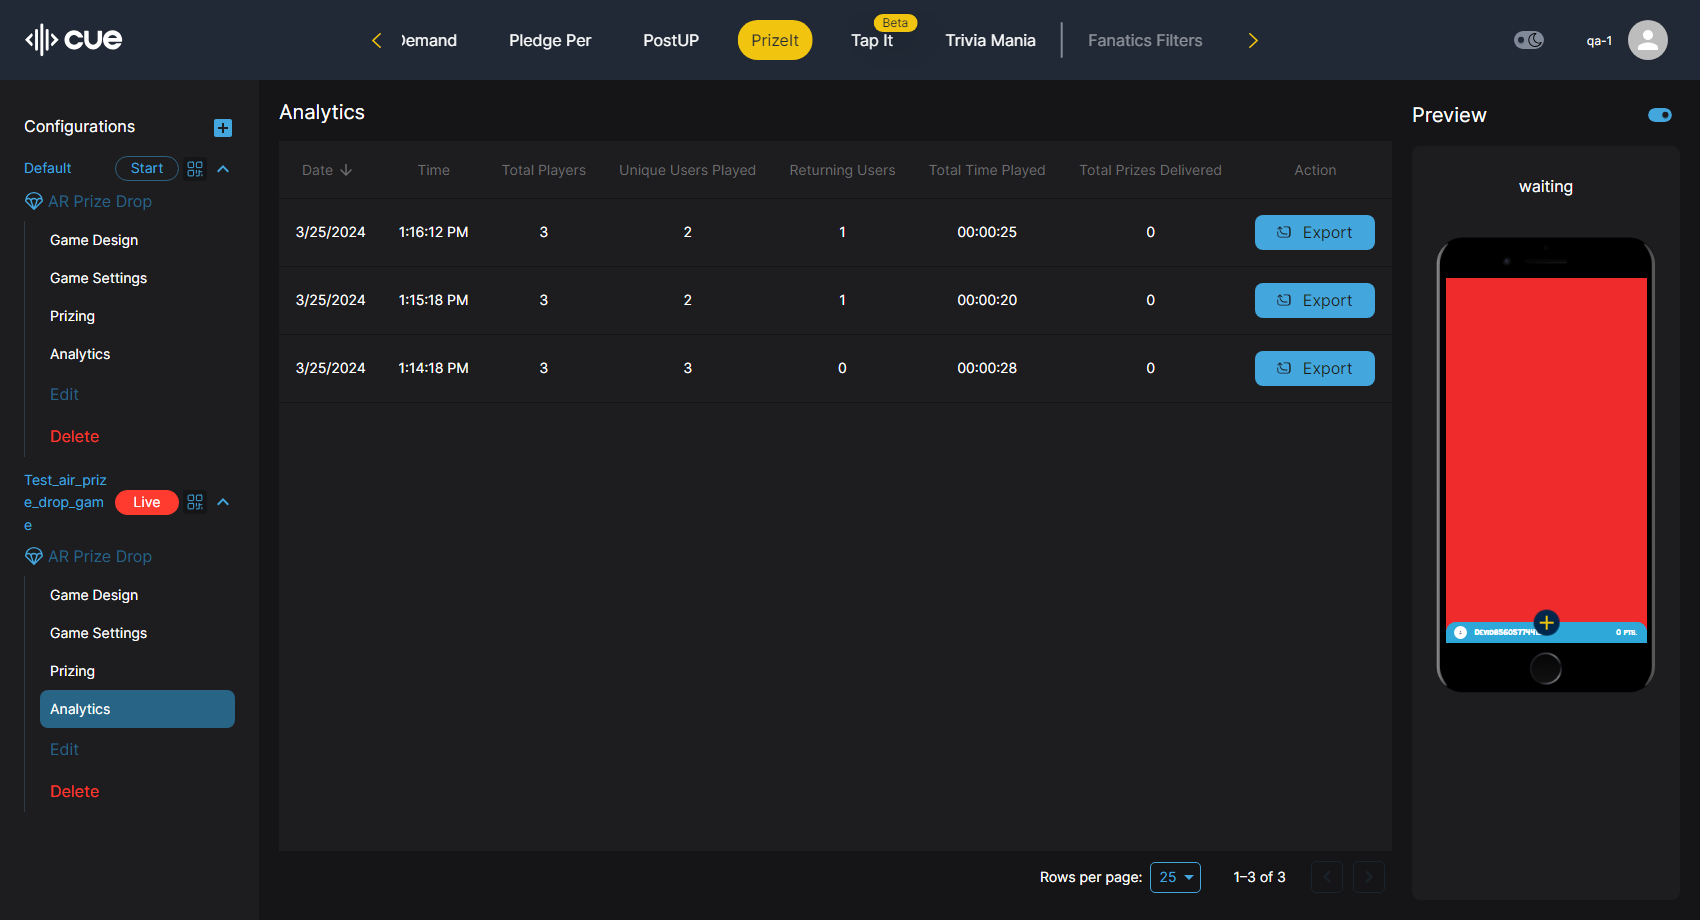 cue
Demand
Pledge Per
PostUP
PrizeIt
Beta
Tap It
Trivia Mania
Fanatics Filters
qa-1
Configurations
Default
Start
AR Prize Drop
Game Design
Game Settings
Prizing
Analytics
Edit
Delete
Test_air_priz
e_drop_gam
e
Live
AR Prize Drop
Game Design
Game Settings
Prizing
Analytics
Edit
Delete
Analytics
Date Time Total Players Unique Users Played Returning Users Total Time Played Total Prizes Delivered Action
3/25/2024 1:16:12 PM 3 2 1 00:00:25 0 Export
3/25/2024 1:15:18 PM 3 2 1 00:00:20 0 Export
3/25/2024 1:14:18 PM 3 3 0 00:00:28 0 Export
Rows per page: 25 1–3 of 3
Preview
waiting
0 PTS.